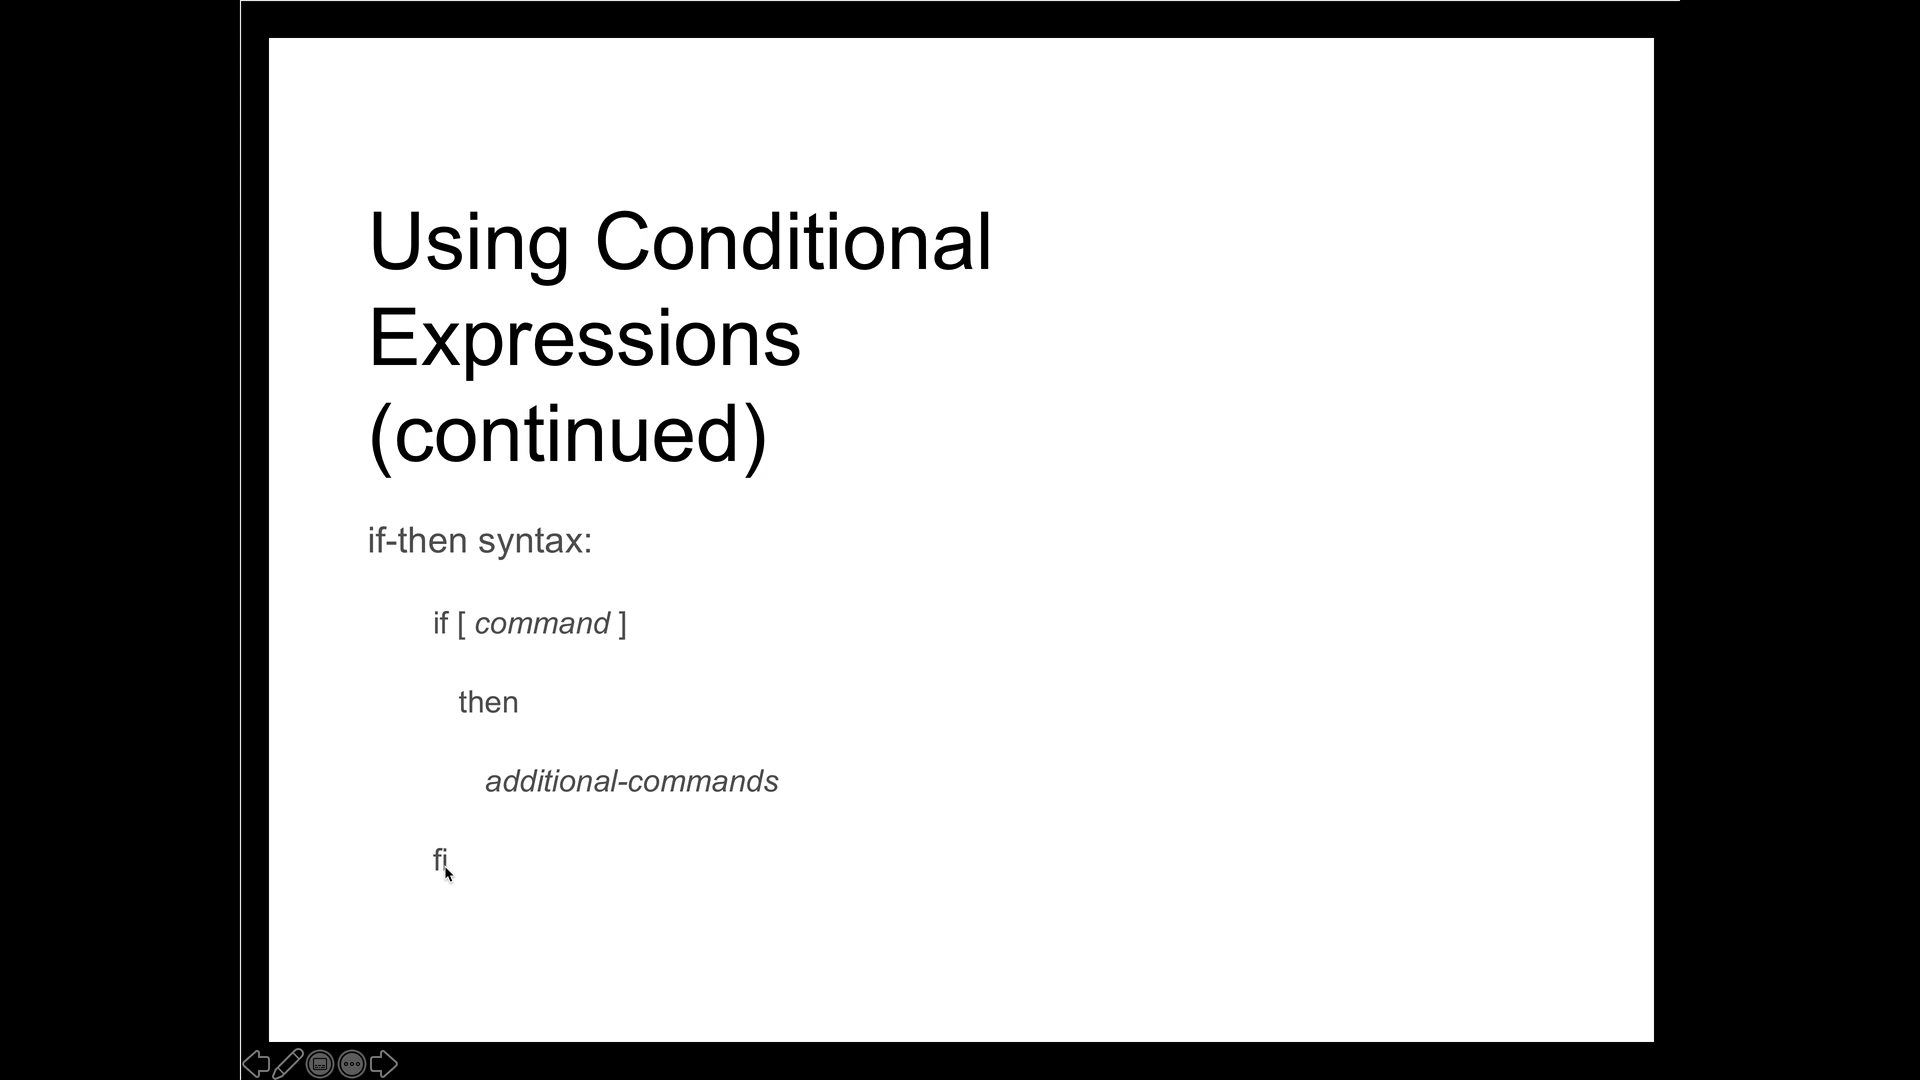 Using Conditional
Expressions
(continued)
if-then syntax:
if [ command ]
then
additional-commands
fi